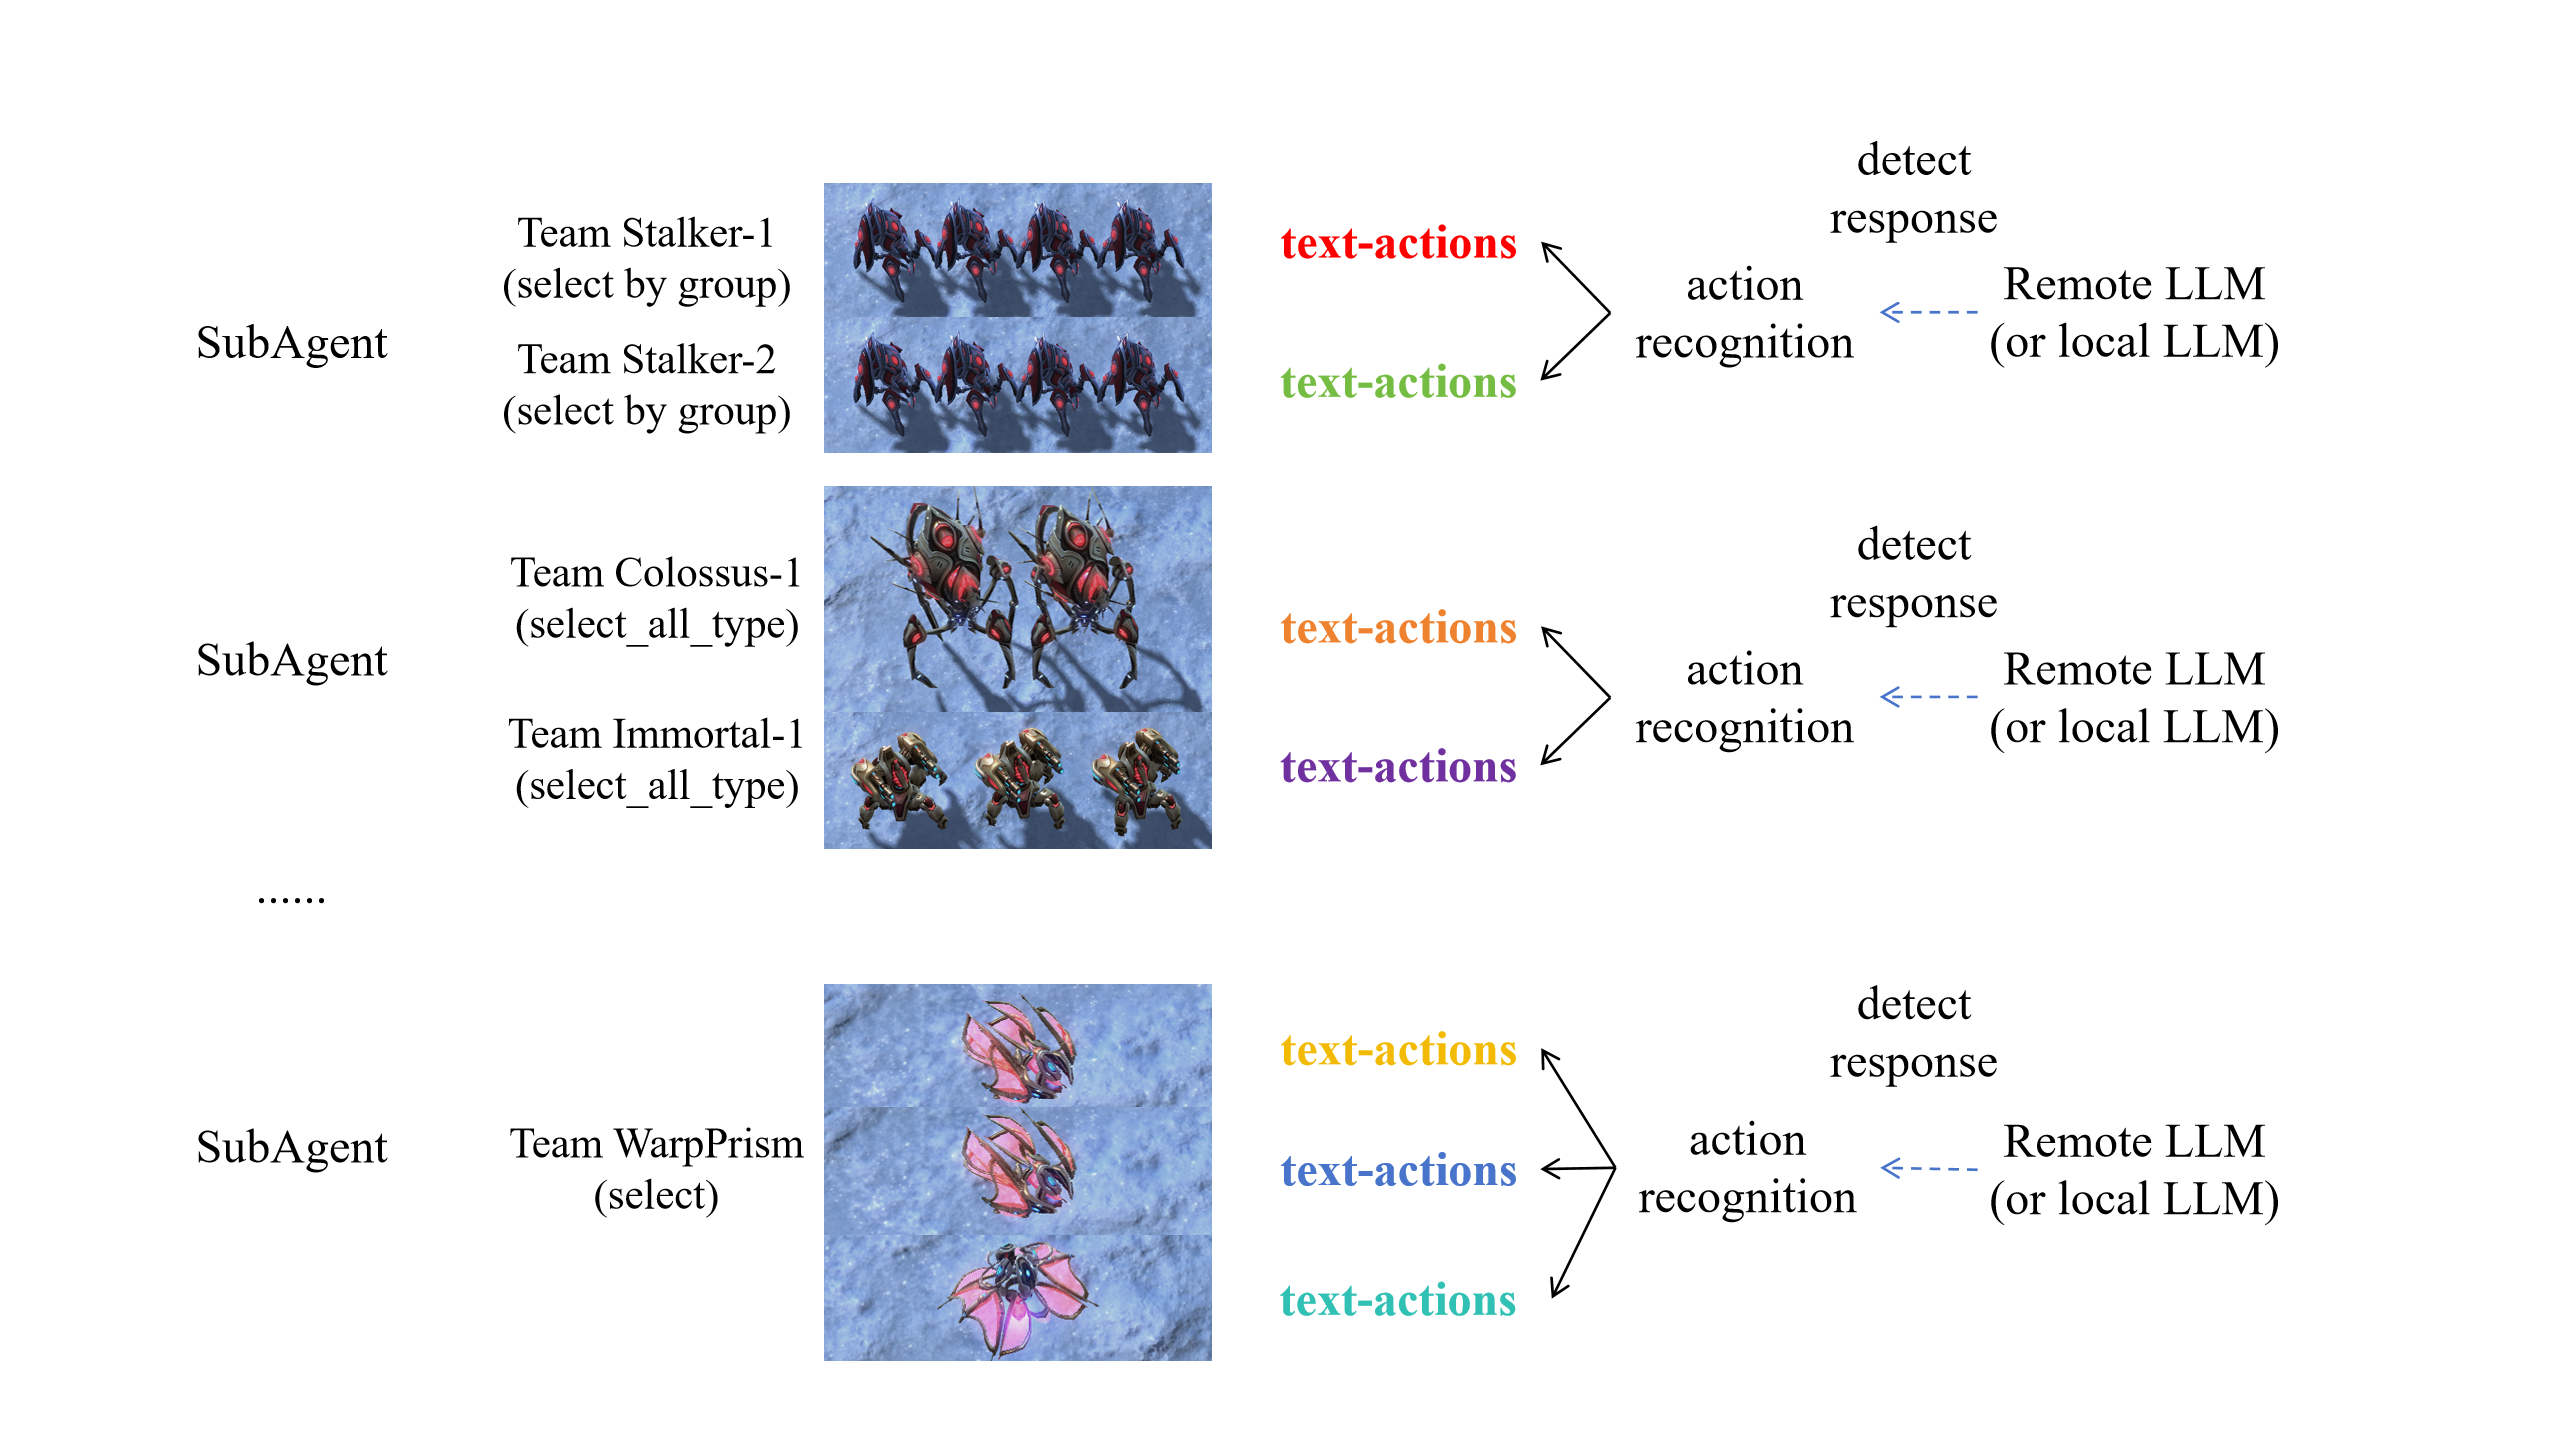 SubAgent
Team Stalker-1
(select by group)
Team Stalker-2
(select by group)
text-actions
text-actions
action
recognition
detect
response
Remote LLM
(or local LLM)
SubAgent
Team Colossus-1
(select_all_type)
Team Immortal-1
(select_all_type)
text-actions
text-actions
action
recognition
detect
response
Remote LLM
(or local LLM)
......
SubAgent
Team WarpPrism
(select)
text-actions
text-actions
text-actions
action
recognition
detect
response
Remote LLM
(or local LLM)